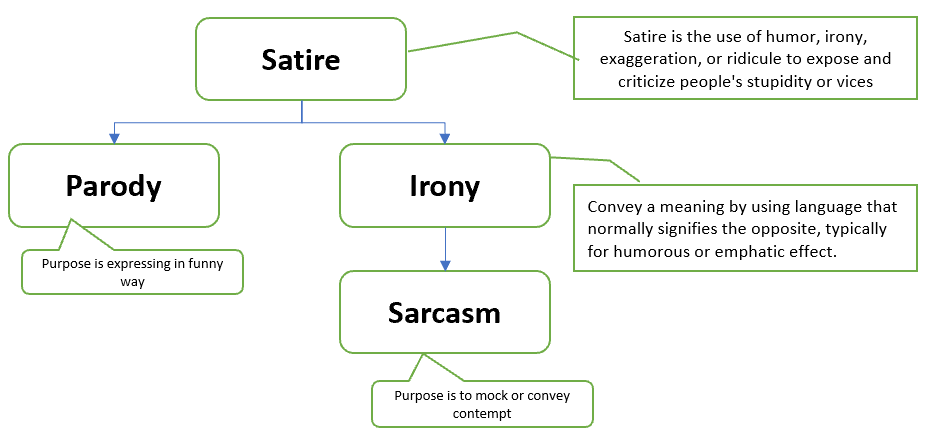 Satire
Satire is the use of humor, irony,
exaggeration, or ridicule to expose and
criticize people's stupidity or vices
Parody
Irony
Convey a meaning by using language that
normally signifies the opposite, typically
for humorous or emphatic effect.
Purpose is expressing in funny
way
Sarcasm
Purpose is to mock or convey
contempt